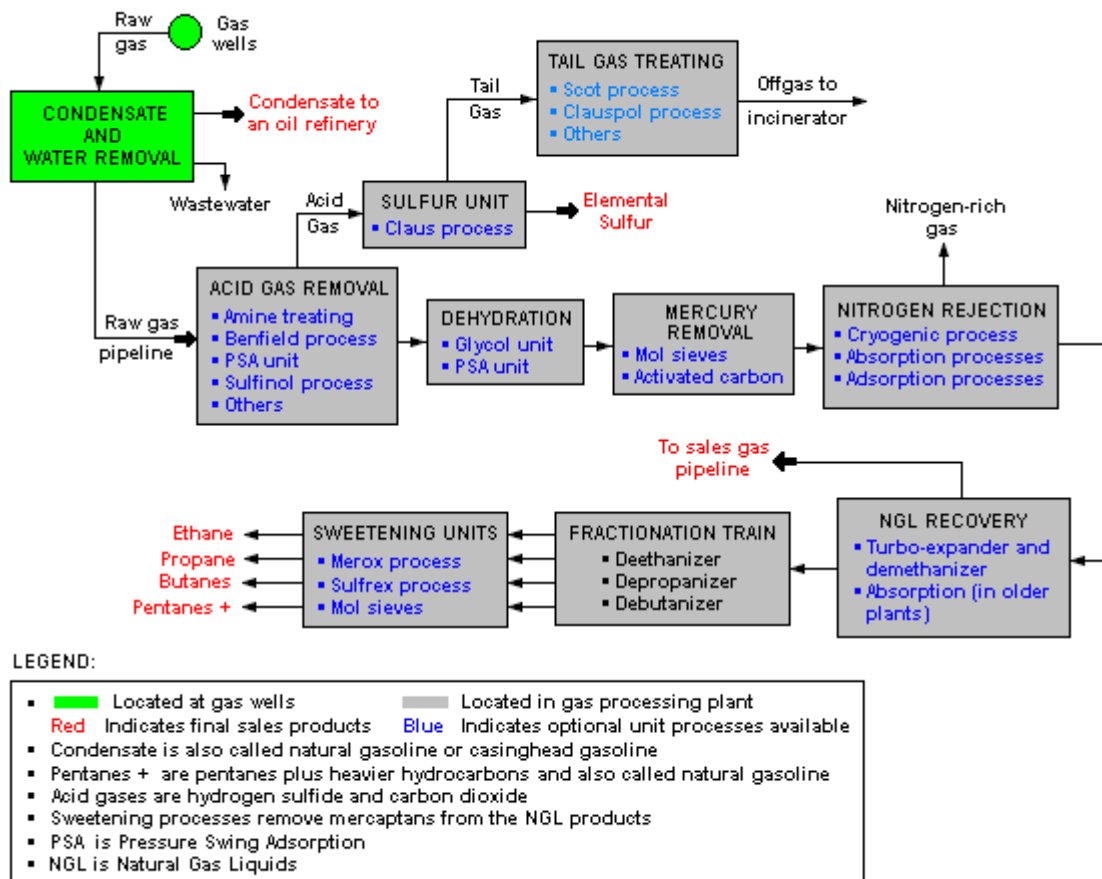 Raw
gas
Gas
wells
CONDENSATE
AND
WATER REMOVAL
Condensate to
an oil refinery
Wastewater
Tail
Gas
TAIL GAS TREATING
▪ Scot process
▪ Clauspol process
▪ Others
Offgas to
incinerator
Acid
Gas
SULFUR UNIT
▪ Claus process
Elemental
Sulfur
Nitrogen-rich
gas
Raw gas
pipeline
ACID GAS REMOVAL
▪ Amine treating
▪ Benfield process
▪ PSA unit
▪ Sulfinol process
▪ Others
DEHYDRATION
▪ Glycol unit
▪ PSA unit
MERCURY
REMOVAL
▪ Mol sieves
▪ Activated carbon
NITROGEN REJECTION
▪ Cryogenic process
▪ Absorption processes
▪ Adsorption processes
To sales gas
pipeline
Ethane
Propane
Butanes
Pentanes +
SWEETENING UNITS
▪ Merox process
▪ Sulfrex process
▪ Mol sieves
FRACTIONATION TRAIN
▪ Deethanizer
▪ Depropanizer
▪ Debutanizer
NGL RECOVERY
▪ Turbo-expander and
demethanizer
▪ Absorption (in older
plants)
LEGEND:
▪ Located at gas wells Located in gas processing plant
Red Indicates final sales products Blue Indicates optional unit processes available
▪ Condensate is also called natural gasoline or casinghead gasoline
▪ Pentanes + are pentanes plus heavier hydrocarbons and also called natural gasoline
▪ Acid gases are hydrogen sulfide and carbon dioxide
▪ Sweetening processes remove mercaptans from the NGL products
▪ PSA is Pressure Swing Adsorption
▪ NGL is Natural Gas Liquids